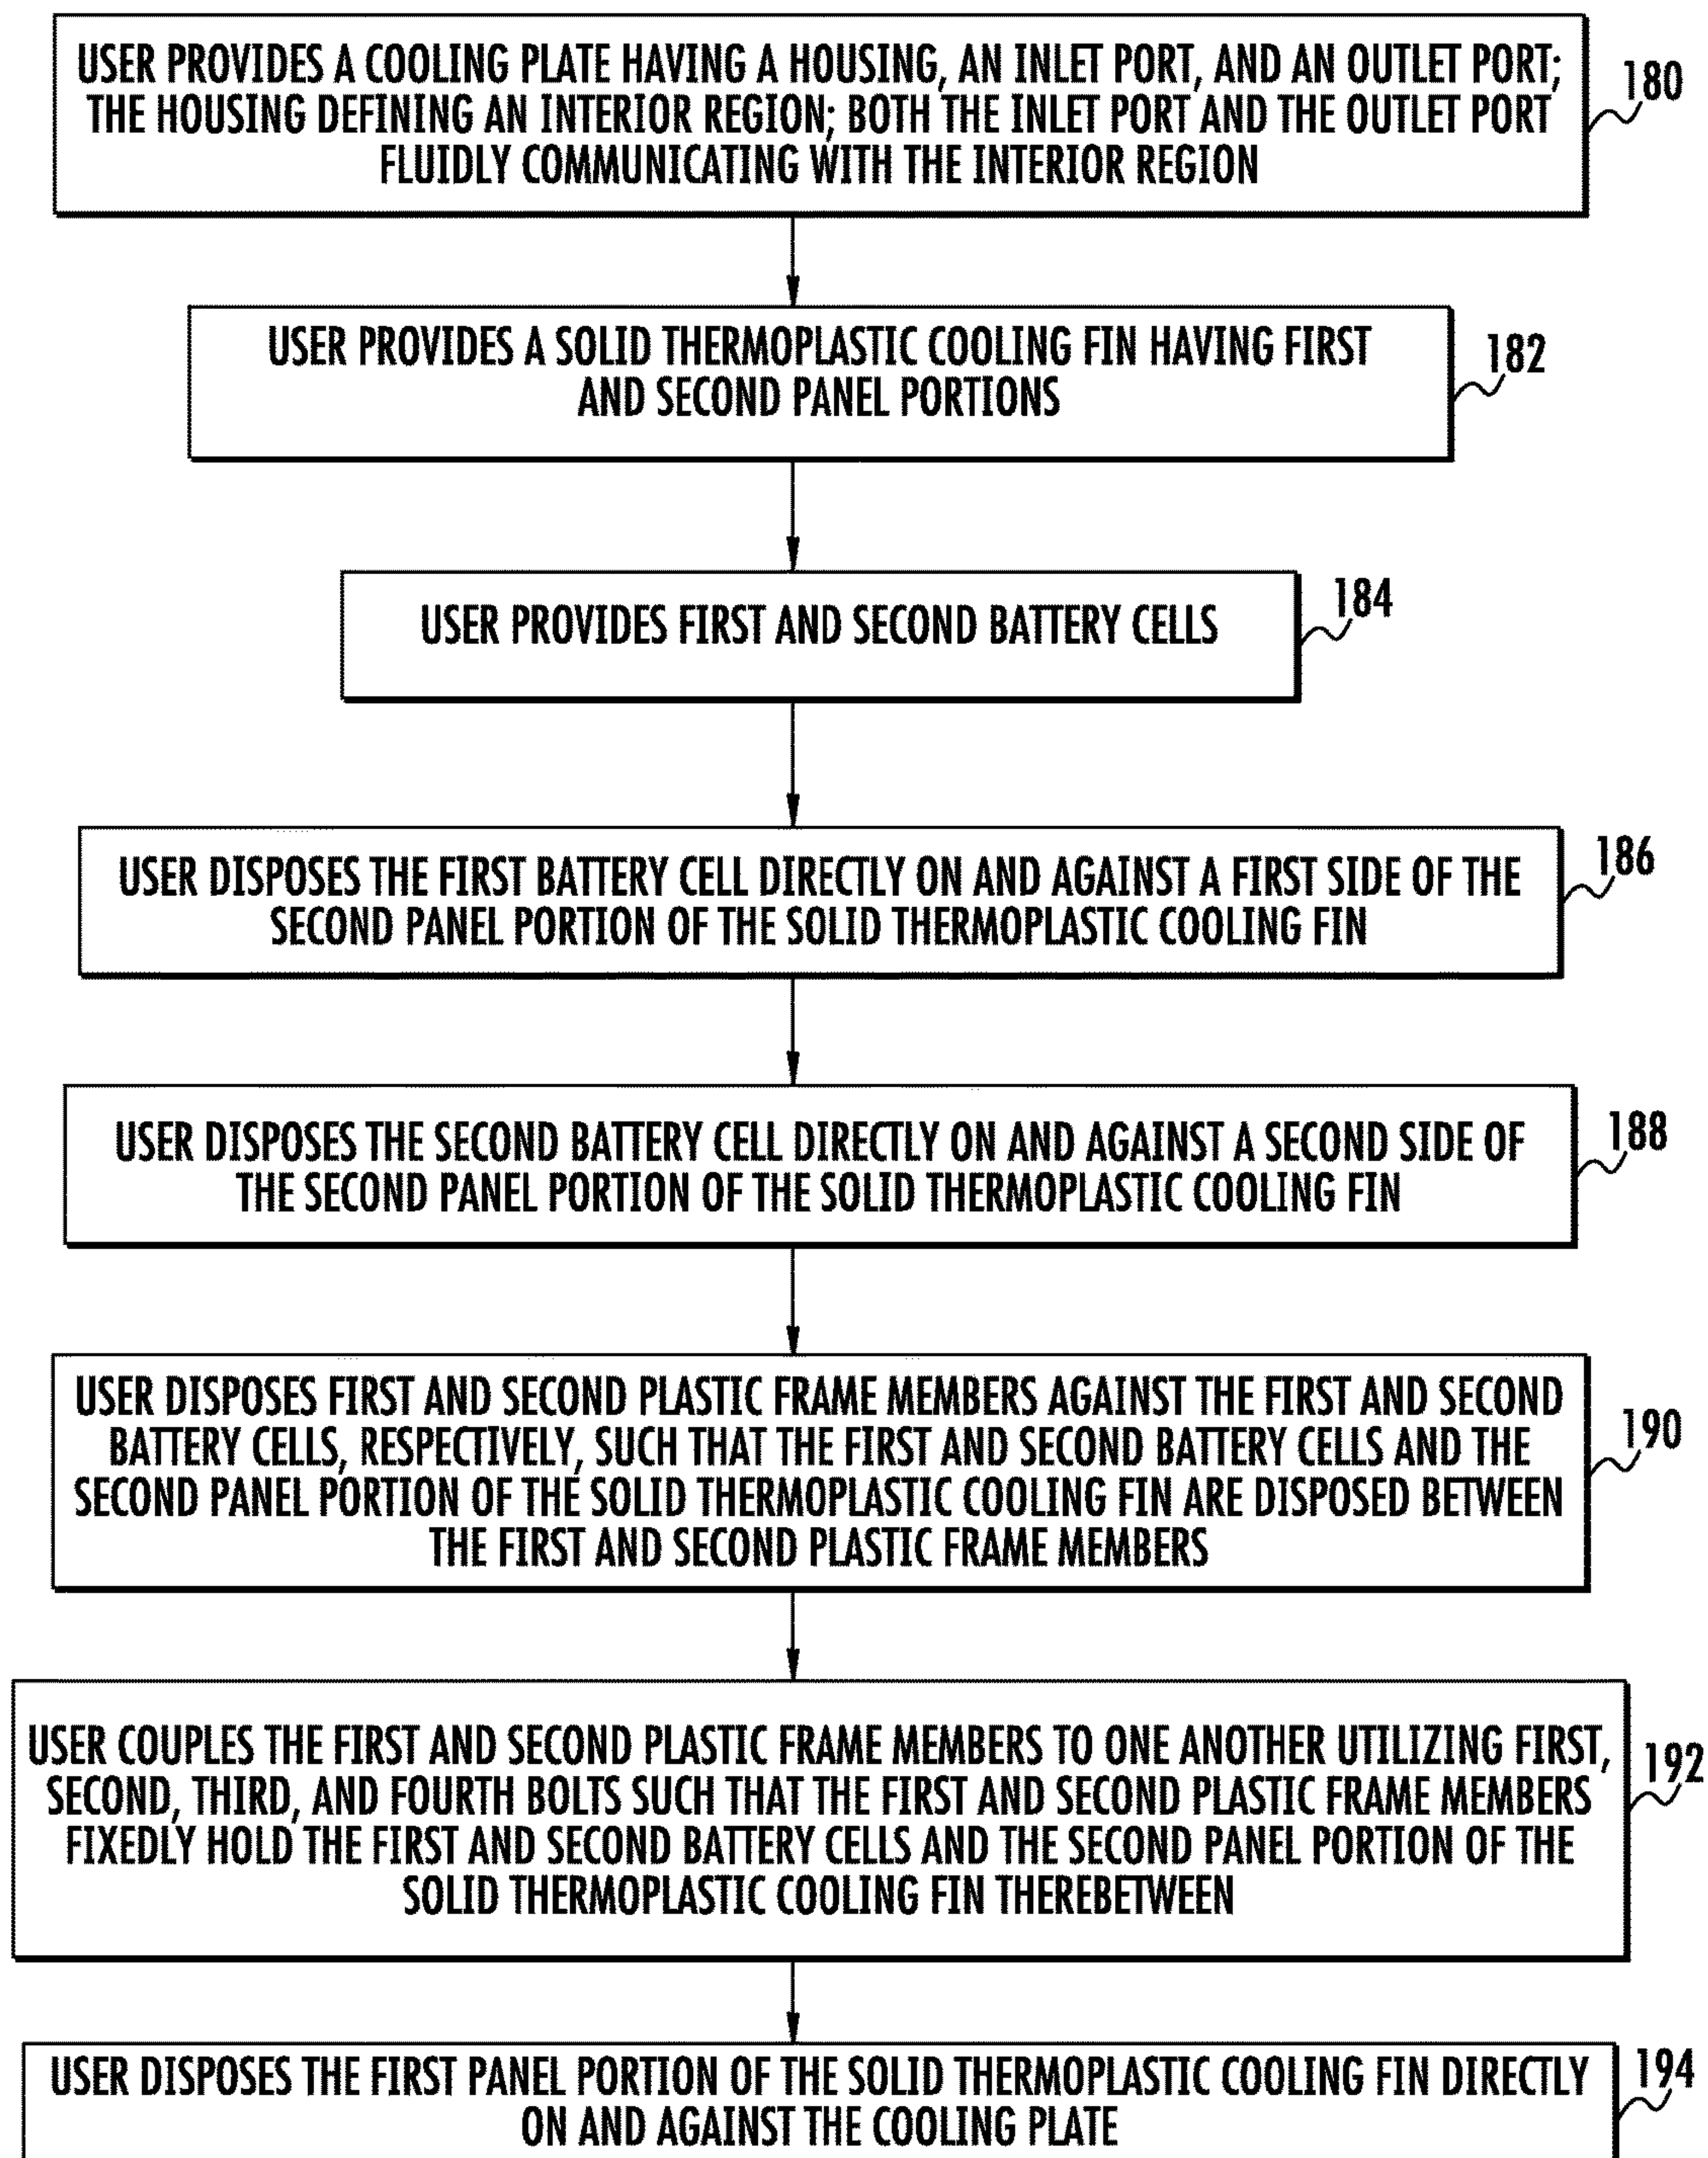 USER PROVIDES A COOLING PLATE HAVING A HOUSING, AN INLET PORT, AND AN OUTLET PORT;
THE HOUSING DEFINING AN INTERIOR REGION; BOTH THE INLET PORT AND THE OUTLET PORT
FLUIDLY COMMUNICATING WITH THE INTERIOR REGION
180
USER PROVIDES A SOLID THERMOPLASTIC COOLING FIN HAVING FIRST
AND SECOND PANEL PORTIONS
182
USER PROVIDES FIRST AND SECOND BATTERY CELLS
184
USER DISPOSES THE FIRST BATTERY CELL DIRECTLY ON AND AGAINST A FIRST SIDE OF THE
SECOND PANEL PORTION OF THE SOLID THERMOPLASTIC COOLING FIN
186
USER DISPOSES THE SECOND BATTERY CELL DIRECTLY ON AND AGAINST A SECOND SIDE OF
THE SECOND PANEL PORTION OF THE SOLID THERMOPLASTIC COOLING FIN
188
USER DISPOSES FIRST AND SECOND PLASTIC FRAME MEMBERS AGAINST THE FIRST AND SECOND
BATTERY CELLS, RESPECTIVELY, SUCH THAT THE FIRST AND SECOND BATTERY CELLS AND THE
SECOND PANEL PORTION OF THE SOLID THERMOPLASTIC COOLING FIN ARE DISPOSED BETWEEN
THE FIRST AND SECOND PLASTIC FRAME MEMBERS
190
USER COUPLES THE FIRST AND SECOND PLASTIC FRAME MEMBERS TO ONE ANOTHER UTILIZING FIRST,
SECOND, THIRD, AND FOURTH BOLTS SUCH THAT THE FIRST AND SECOND PLASTIC FRAME MEMBERS
FIXEDLY HOLD THE FIRST AND SECOND BATTERY CELLS AND THE SECOND PANEL PORTION OF THE
SOLID THERMOPLASTIC COOLING FIN THEREBETWEEN
192
USER DISPOSES THE FIRST PANEL PORTION OF THE SOLID THERMOPLASTIC COOLING FIN DIRECTLY
ON AND AGAINST THE COOLING PLATE
194